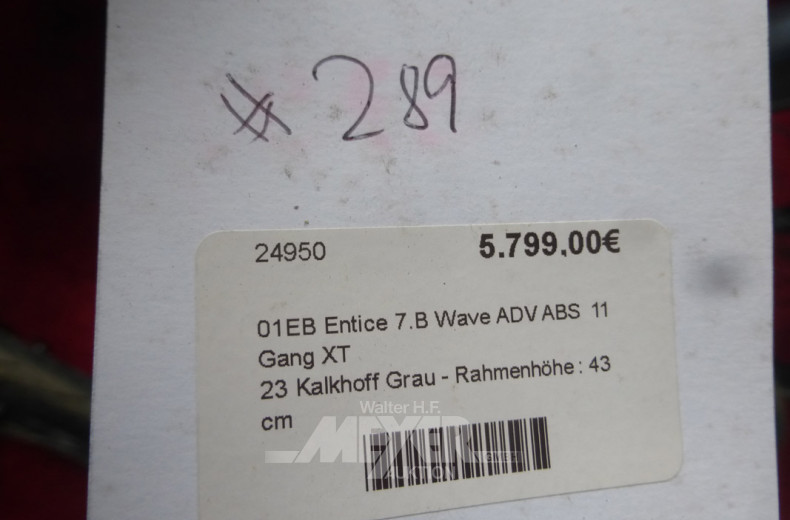 # 289
24950 5.799,00€
01EB Entice 7.B Wave ADV ABS 11
Gang XT
23 Kalkhoff Grau - Rahmenhöhe: 43
cm
Walter H.F.
MEYER
AUKTION